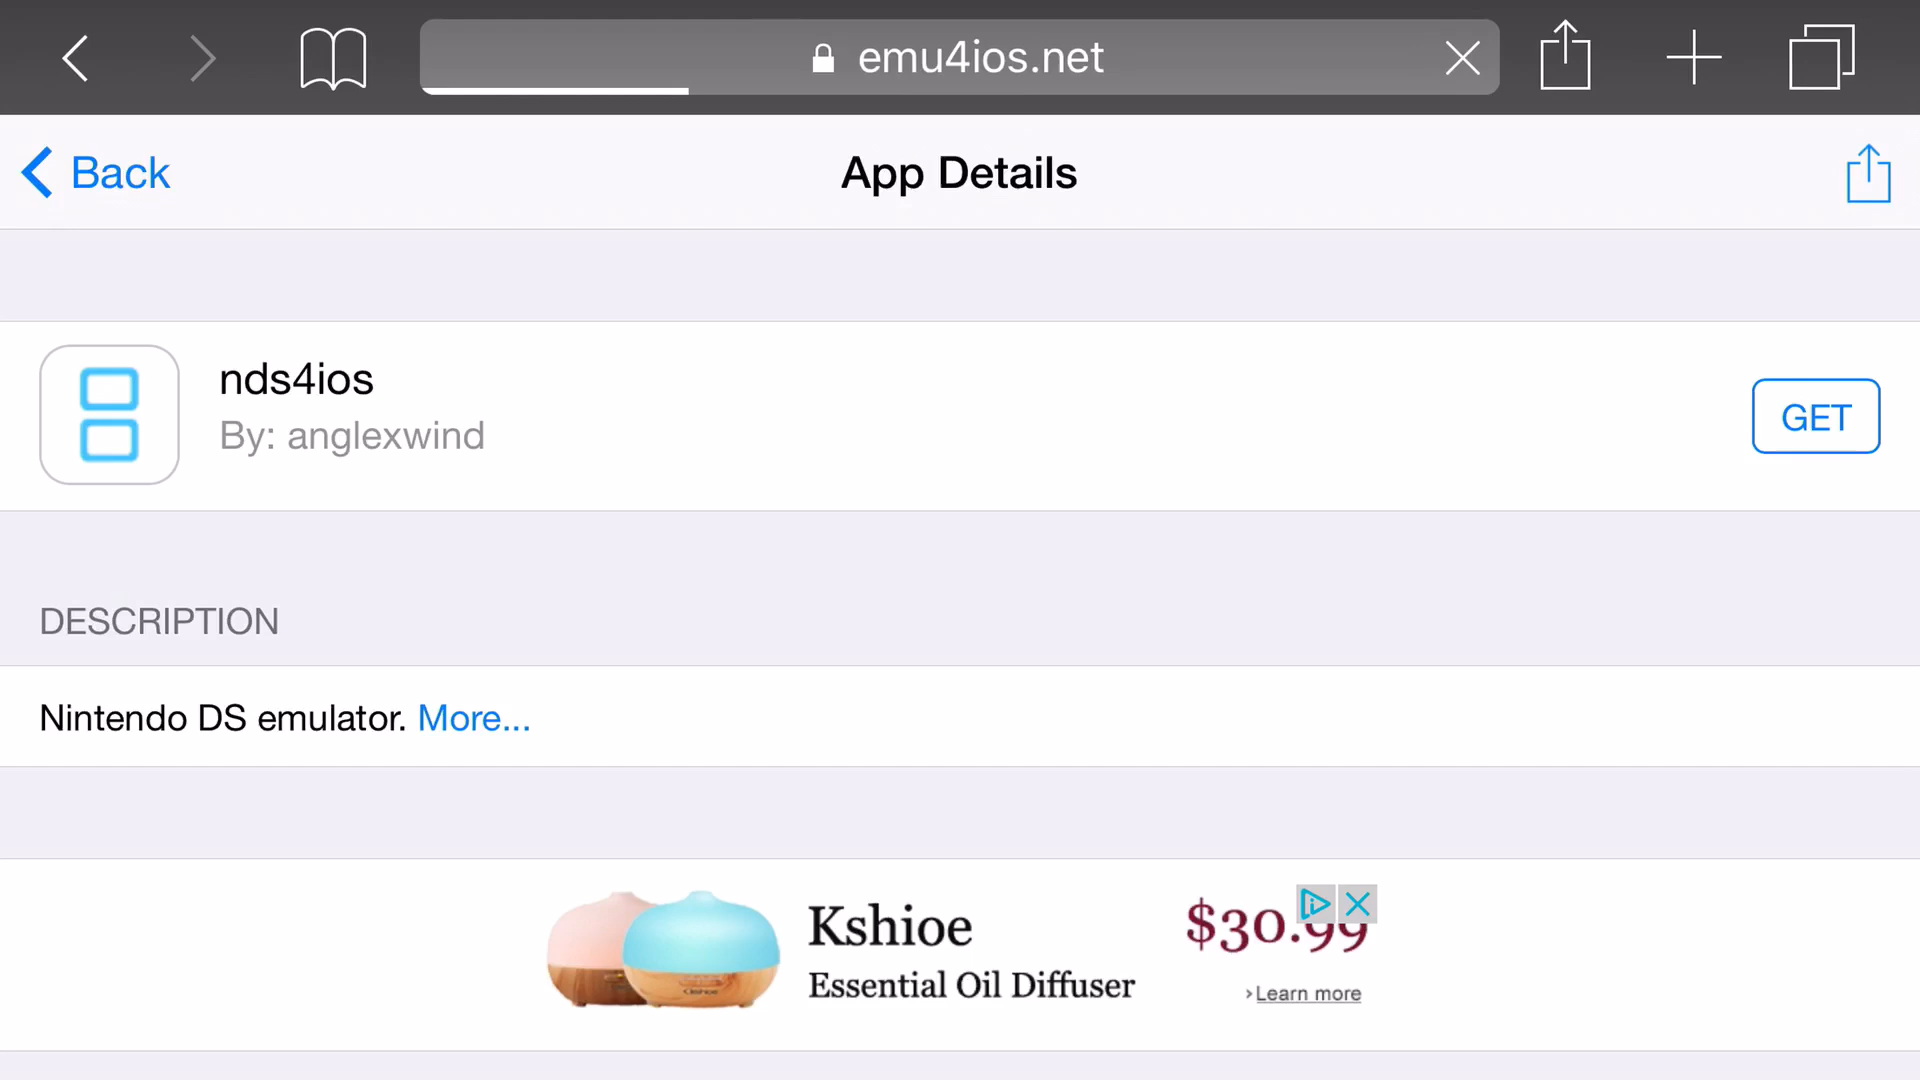 emu4ios.net
Back
App Details
nds4ios
By: anglexwind
GET
DESCRIPTION
Nintendo DS emulator. More...
Kshioe
Essential Oil Diffuser
$30.99
›Learn more